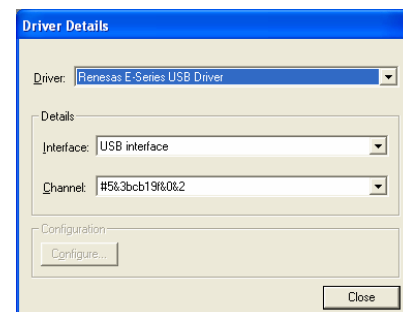 Driver Details
Driver: Renesas E-Series USB Driver
Details
Interface: USB interface
Channel: #5&3bcb19f&0&2
Configuration
Configure...
Close